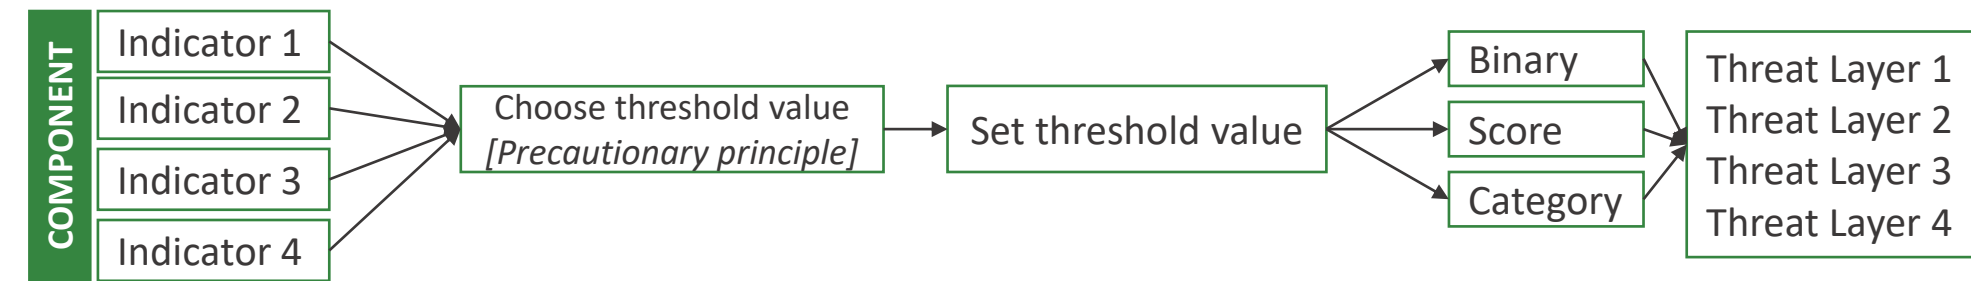 COMPONENT
Indicator 1
Indicator 2
Indicator 3
Indicator 4
Choose threshold value
[Precautionary principle]
Set threshold value
Binary
Score
Category
Threat Layer 1
Threat Layer 2
Threat Layer 3
Threat Layer 4